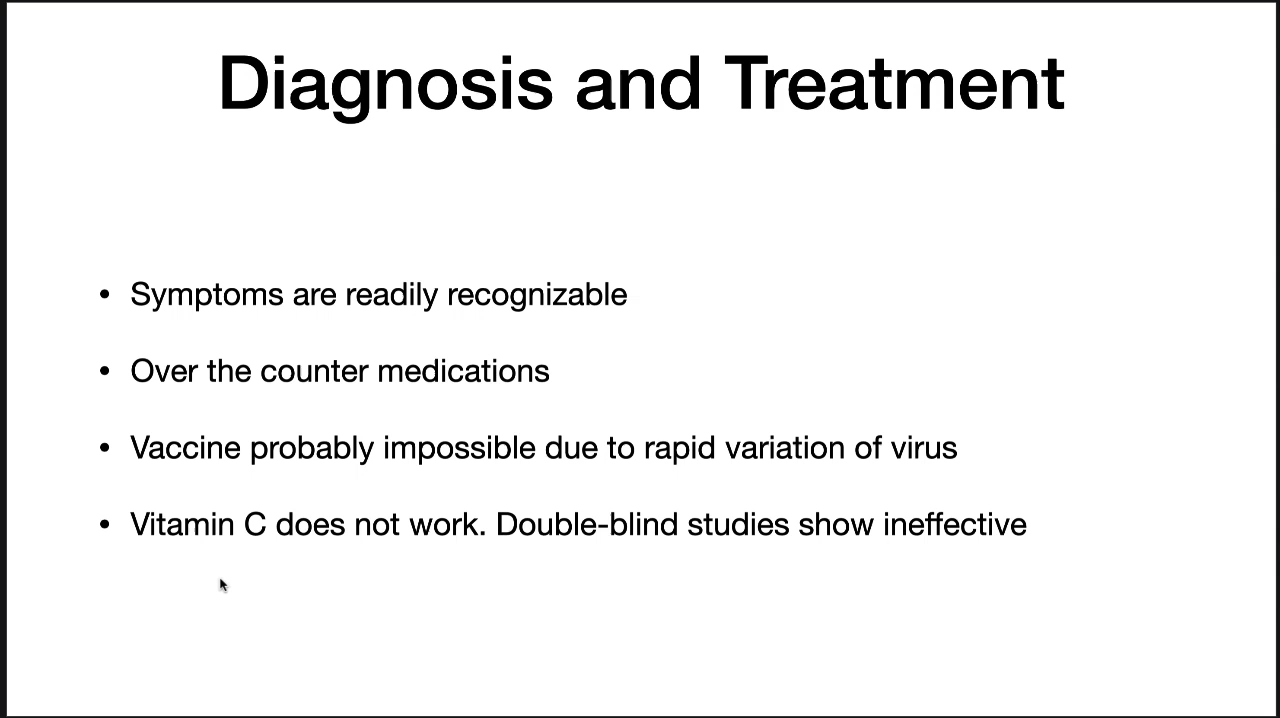 Diagnosis and Treatment
• Symptoms are readily recognizable
• Over the counter medications
• Vaccine probably impossible due to rapid variation of virus
• Vitamin C does not work. Double-blind studies show ineffective